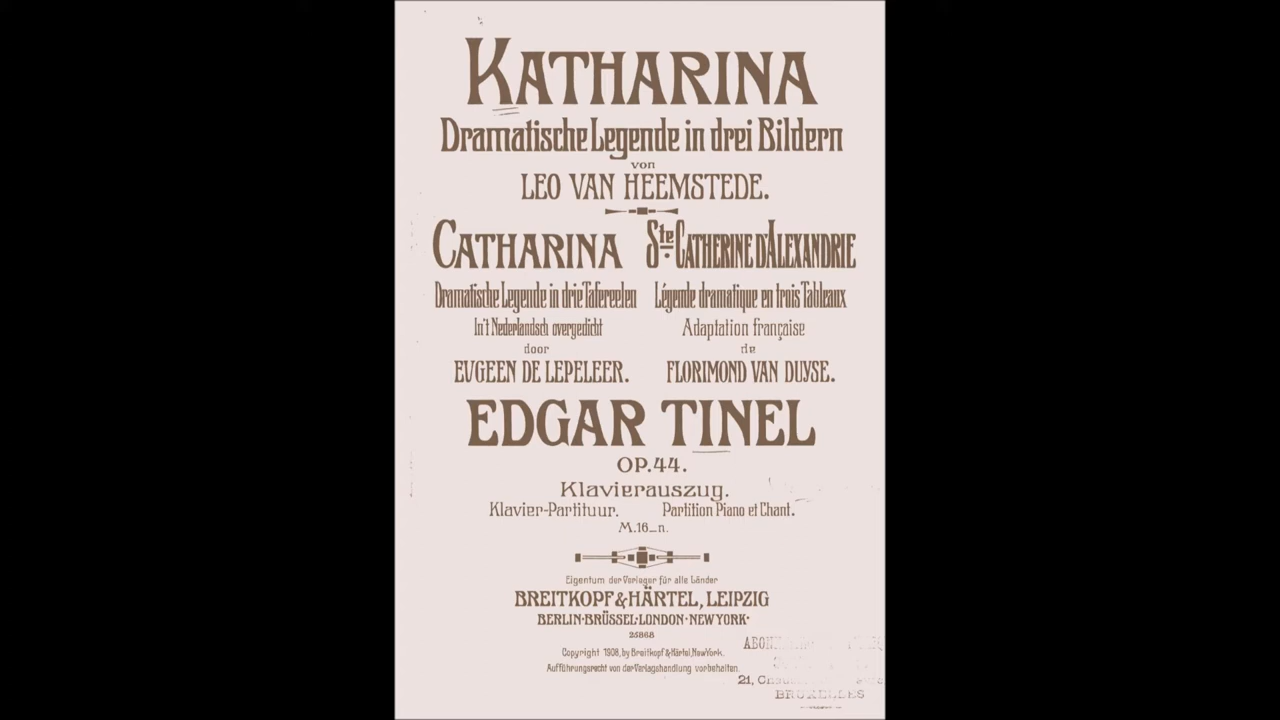 KATHARINA
Dramatische Legende in drei Bildern
von
LEO VAN HEEMSTEDE.
CATHARINA
Dramatische Legende in drie Tafereelen
In't Nederlandsch overgedicht
door
EUGEEN DE LEPELEER.
Ste. CATHERINE D'ALEXANDRIE
Légende dramatique en trois Tableaux
Adaptation française
de
FLORIMOND VAN DUYSE.
EDGAR TINEL
OP. 44.
Klavierauszug.
Klavier-Partituur. Partition Piano et Chant.
M. 16_n.
Eigentum der Verleger für alle Länder
BREITKOPF & HÄRTEL, LEIPZIG
BERLIN · BRÜSSEL · LONDON · NEW YORK ·
25868
Copyright 1908, by Breitkopf & Härtel, New York.
Aufführungsrecht von der Verlagshandlung vorbehalten.
21,
BRUXELLES